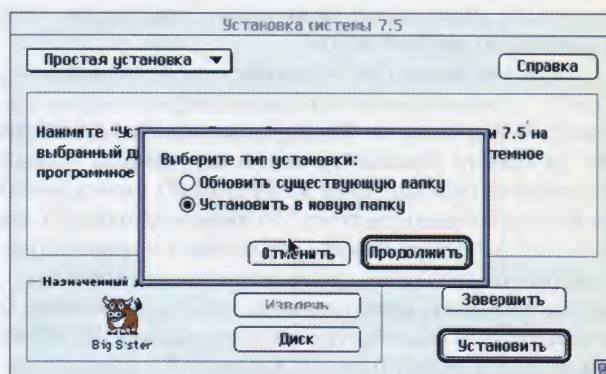 Установка системы 7.5
Простая установка
Справка
Нажмите "Ус и 7.5 на
выбранный ди темное
программное
Выберите тип установки:
Обновить существующую папку
Установить в новую папку
Отменить Продолжить
Назначенный д
Извлечь
Завершить
Big Sister
Диск
Установить